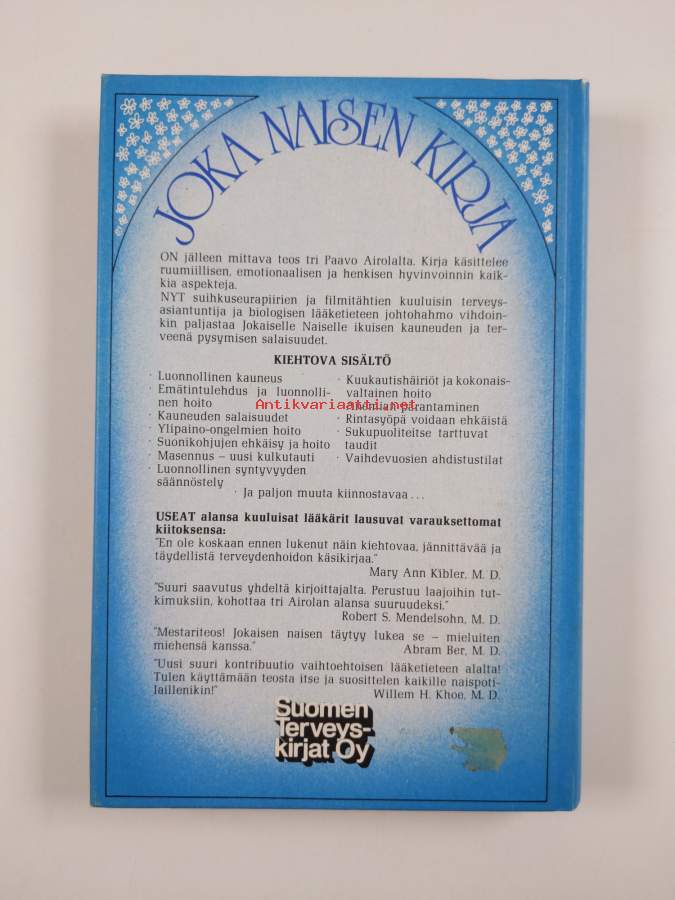 JOKA NAISEN KIRJA
ON jälleen mittava teos tri Paavo Airolalta. Kirja käsittelee
ruumiillisen, emotionaalisen ja henkisen hyvinvoinnin kaik-
kia aspekteja.
NYT suihkuseurapiirien ja filmitähtien kuuluisin terveys-
asiantuntija ja biologisen lääketieteen johtohahmo vihdoin-
kin paljastaa Jokaiselle Naiselle ikuisen kauneuden ja ter-
veenä pysymisen salaisuudet.
KIEHTOVA SISÄLTÖ
· Luonnollinen kauneus
· Emätintulehdus ja luonnolli-
nen hoito
· Kauneuden salaisuudet
· Ylipaino-ongelmien hoito
· Suonikohjujen ehkäisy ja hoito
· Masennus – uusi kulkutauti
· Luonnollinen syntyvyyden
säännöstely
· Kuukautishäiriöt ja kokonais-
valtainen hoito
Antikvariaatti.net
parantaminen
· Rintasyöpä voidaan ehkäistä
· Sukupuoliteitse tarttuvat
taudit
· Vaihdevuosien ahdistustilat
· Ja paljon muuta kiinnostavaa ...
USEAT alansa kuuluisat lääkärit lausuvat varauksettomat
kiitoksensa:
"En ole koskaan ennen lukenut näin kiehtovaa, jännittävää ja
täydellistä terveydenhoidon käsikirjaa."
Mary Ann Kibler, M. D.
"Suuri saavutus yhdeltä kirjoittajalta. Perustuu laajoihin tut-
kimuksiin, kohottaa tri Airolan alansa suuruudeksi."
Robert S. Mendelsohn, M. D.
"Mestariteos! Jokaisen naisen täytyy lukea se – mieluiten
miehensä kanssa." Abram Ber, M. D.
"Uusi suuri kontribuutio vaihtoehtoisen lääketieteen alalta!
Tulen käyttämään teosta itse ja suosittelen kaikille naispoti-
laillenikin!" Willem H. Khoe, M. D.
Suomen
Terveys-
kirjat Oy